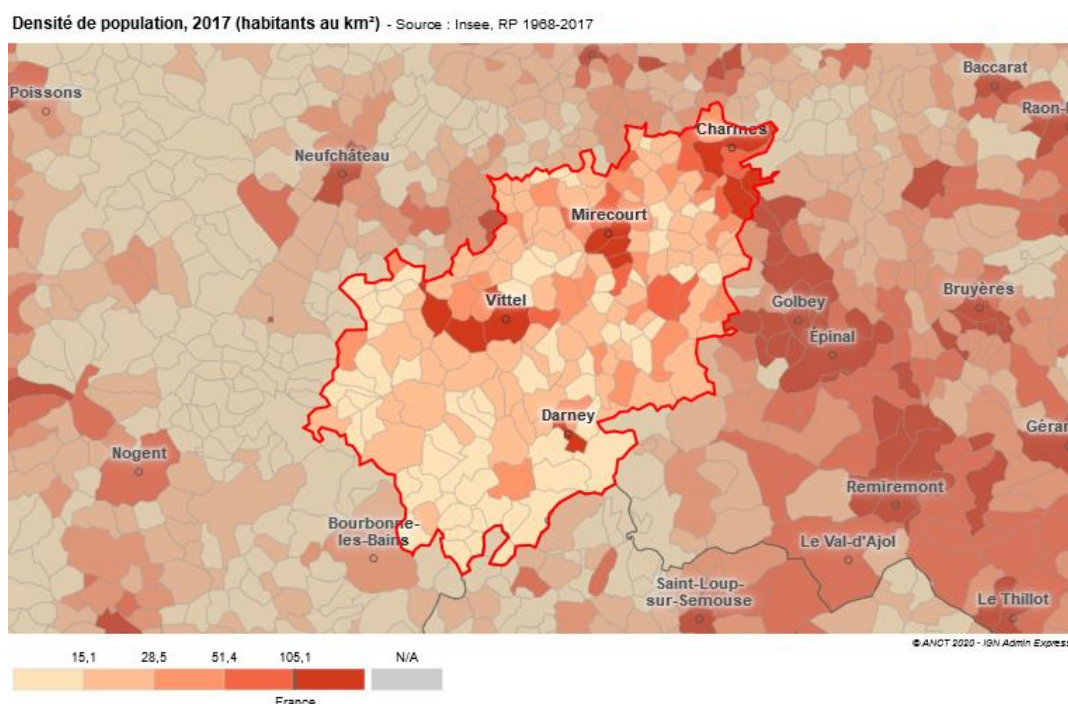 Densité de population, 2017 (habitants au km²) - Source : Insee, RP 1968-2017
Baccarat
Poissons
Raon-
Charmes
Neufchâteau
Mirecourt
Bruyères
Vittel
Golbey
Épinal
Darney
Gérar
Nogent
Remiremont
Bourbonne-
les-Bains
Le Val-d'Ajol
Saint-Loup-
sur-Semouse
Le Thillot
© ANCT 2020 - IGN Admin Express
15,1 28,5 51,4 105,1 N/A
France